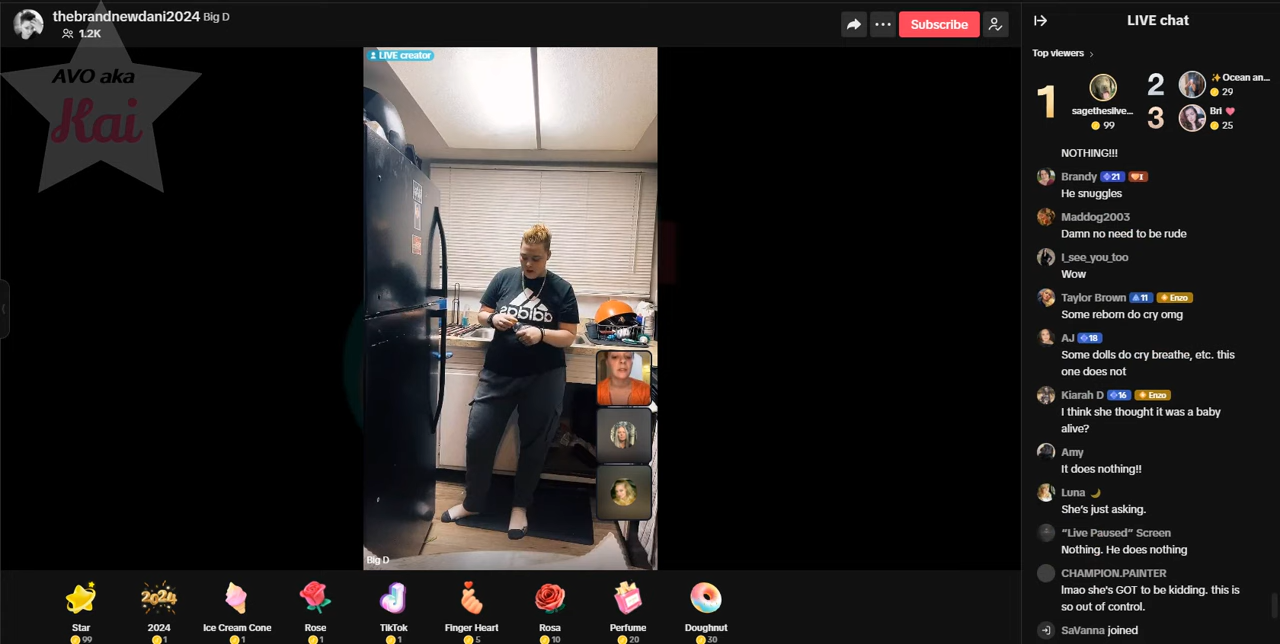 thebrandnewdani2024 Big D
1.2K
Subscribe
LIVE chat
AVO aka
Kai
LIVE creator
adidas
Big D
Top viewers
1
sagetheslive...
99
2
Ocean an...
29
3
Bri
25
NOTHING!!!
Brandy 21 I
He snuggles
Maddog2003
Damn no need to be rude
I_see_you_too
Wow
Taylor Brown 11 Enzo
Some reborn do cry omg
AJ 18
Some dolls do cry breathe, etc. this
one does not
Kiarah D 16 Enzo
I think she thought it was a baby
alive?
Amy
It does nothing!!
Luna
She's just asking.
“Live Paused” Screen
Nothing. He does nothing
CHAMPION.PAINTER
lmao she's GOT to be kidding. this is
so out of control.
SaVanna joined
2024
Star
99
2024
1
Ice Cream Cone
1
Rose
1
TikTok
1
Finger Heart
5
Rosa
10
Perfume
20
Doughnut
30